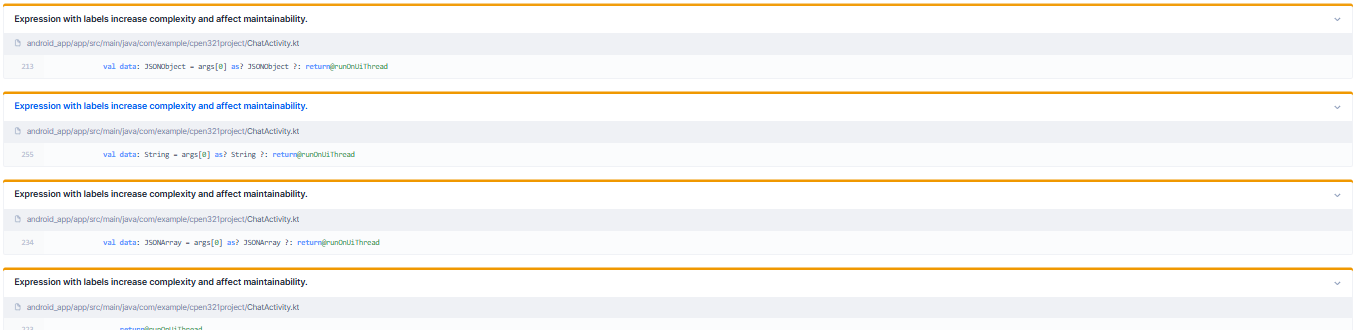 Expression with labels increase complexity and affect maintainability.
android_app/app/src/main/java/com/example/cpen321project/ChatActivity.kt
213 val data: JSONObject = args[0] as? JSONObject ?: return@runOnUiThread
Expression with labels increase complexity and affect maintainability.
android_app/app/src/main/java/com/example/cpen321project/ChatActivity.kt
255 val data: String = args[0] as? String ?: return@runOnUiThread
Expression with labels increase complexity and affect maintainability.
android_app/app/src/main/java/com/example/cpen321project/ChatActivity.kt
234 val data: JSONArray = args[0] as? JSONArray ?: return@runOnUiThread
Expression with labels increase complexity and affect maintainability.
android_app/app/src/main/java/com/example/cpen321project/ChatActivity.kt
return@runOnUiThread